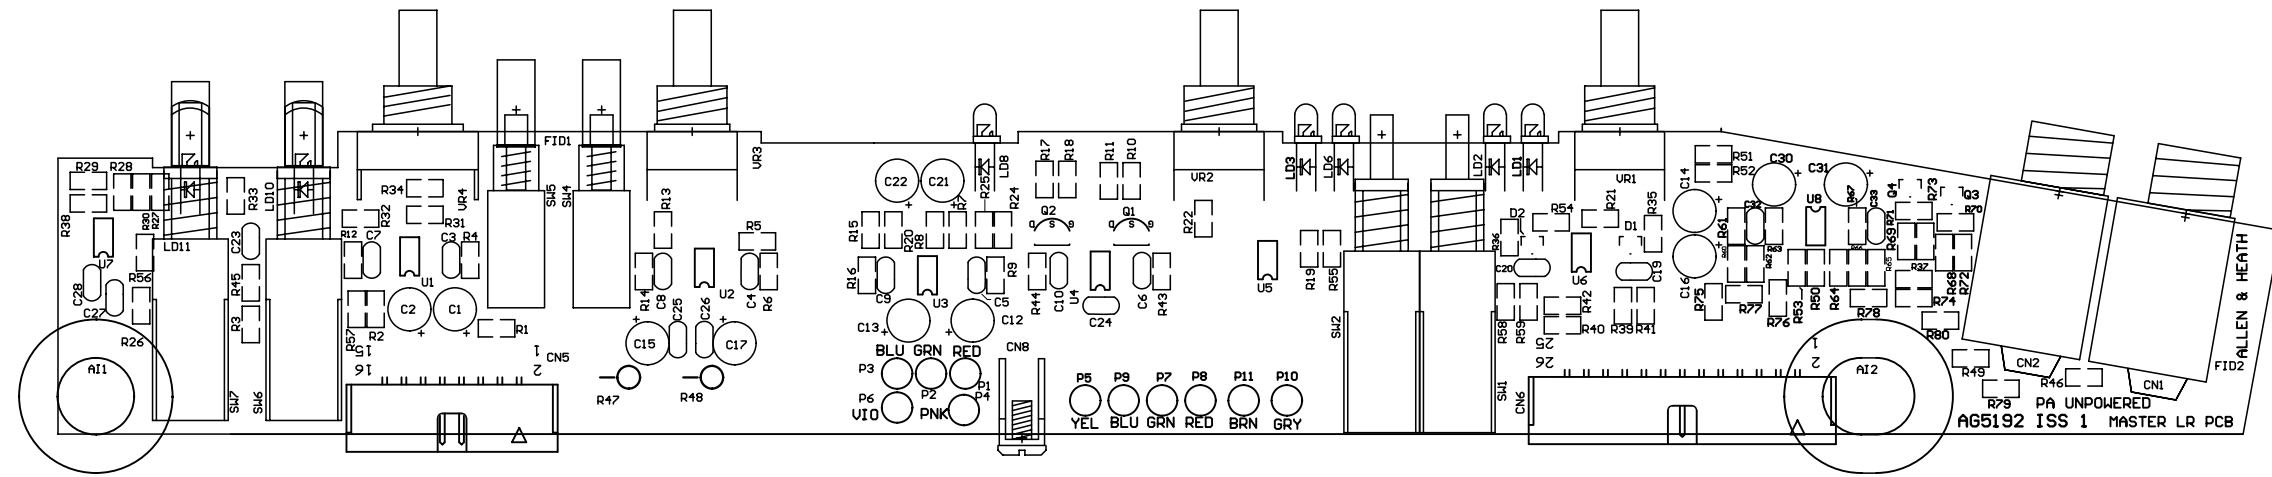 R29
R28
R38
R30
R27
R33
LD10
LD11
U7
R56
C23
C28
C27
R26
R45
R3
AI1
SW7
SW6
R34
R32
R31
VR4
R12
C7
C3
R4
U1
C2
C1
R57
R2
R1
15
16
1
2
CN5
FID1
SW5
SW4
VR3
R13
R5
R14
C8
C25
C26
U2
C4
R6
C15
C17
R47
R48
C22
C21
R25
R24
R7
R15
R20
R8
R16
C9
U3
C5
R9
C13
C12
LD8
BLU GRN RED
P3
P2
P1
P6
P4
VIO
PNK
CN8
R17
R18
R11
R10
Q2
D S G
Q1
D S G
R44
C10
U4
C24
C6
R43
P5 P9 P7 P8 P11 P10
YEL BLU GRN RED BRN GRY
VR2
R22
U5
R19
R55
LD3
LD6
LD2
LD1
SW2
SW1
CN6
D2
R36
R54
R21
D1
R35
C20
U6
C19
R58
R59
R42
R40
R39
R41
25
26
1
2
VR1
R51
R52
C14
C16
C30
C31
R61
C32
R60
R62
R63
U8
R67
C33
R66
R65
R75
R77
R76
R53
R50
R64
R78
Q4
R73
Q3
R71
R70
R69
R37
R68
R72
R74
R80
AI2
R49
R79
R46
CN2
CN1
FID2
ALLEN & HEATH
PA UNPOWERED
AG5192 ISS 1 MASTER LR PCB